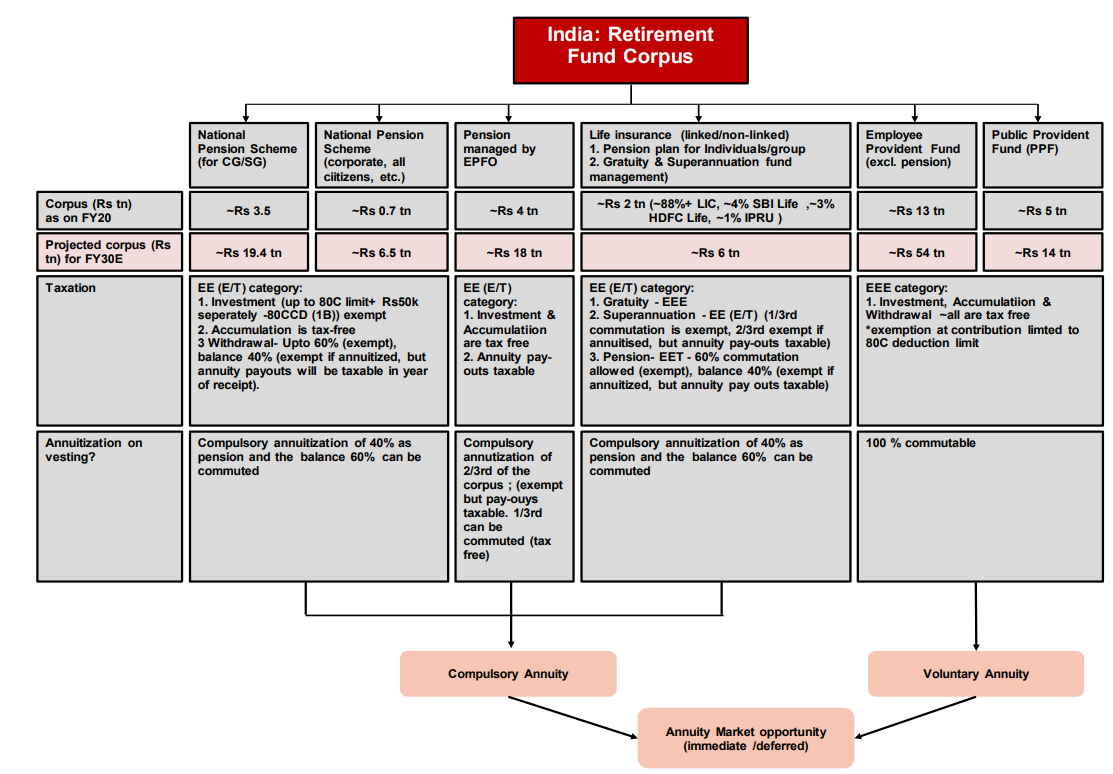 India: Retirement
Fund Corpus
National
Pension Scheme
(for CG/SG)
National Pension
Scheme
(corporate, all
ciitizens, etc.)
Pension
managed by
EPFO
Life insurance (linked/non-linked)
1. Pension plan for Individuals/group
2. Gratuity & Superannuation fund
management)
Employee
Provident Fund
(excl. pension)
Public Provident
Fund (PPF)
Corpus (Rs tn)
as on FY20
~Rs 3.5
~Rs 0.7 tn
~Rs 4 tn
~Rs 2 tn (~88%+ LIC, ~4% SBI Life ,~3%
HDFC Life, ~1% IPRU )
~Rs 13 tn
~Rs 5 tn
Projected corpus (Rs
tn) for FY30E
~Rs 19.4 tn
~Rs 6.5 tn
~Rs 18 tn
~Rs 6 tn
~Rs 54 tn
~Rs 14 tn
Taxation
EE (E/T) category:
1. Investment (up to 80C limit+ Rs50k
seperately -80CCD (1B)) exempt
2. Accumulation is tax-free
3 Withdrawal- Upto 60% (exempt),
balance 40% (exempt if annuitized, but
annuity payouts will be taxable in year
of receipt).
EE (E/T)
category:
1. Investment &
Accumulatiion
are tax free
2. Annuity pay-
outs taxable
EE (E/T) category:
1. Gratuity - EEE
2. Superannuation - EE (E/T) (1/3rd
commutation is exempt, 2/3rd exempt if
annuitised, but annuity pay-outs taxable)
3. Pension- EET - 60% commutation
allowed (exempt), balance 40% (exempt if
annuitized, but annuity pay outs taxable)
EEE category:
1. Investment, Accumulatiion &
Withdrawal ~all are tax free
*exemption at contribution limted to
80C deduction limit
Annuitization on
vesting?
Compulsory annuitization of 40% as
pension and the balance 60% can be
commuted
Compulsory
annutization of
2/3rd of the
corpus ; (exempt
but pay-ouys
taxable. 1/3rd
can be
commuted (tax
free)
Compulsory annuitization of 40% as
pension and the balance 60% can be
commuted
100 % commutable
Compulsory Annuity
Voluntary Annuity
Annuity Market opportunity
(immediate /deferred)